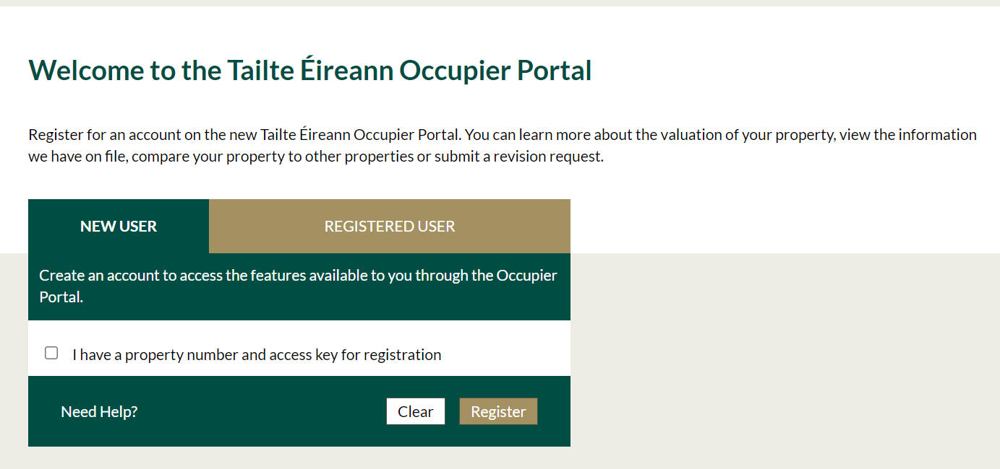 Welcome to the Tailte Éireann Occupier Portal
Register for an account on the new Tailte Éireann Occupier Portal. You can learn more about the valuation of your property, view the information
we have on file, compare your property to other properties or submit a revision request.
NEW USER
REGISTERED USER
Create an account to access the features available to you through the Occupier
Portal.
I have a property number and access key for registration
Need Help?
Clear
Register